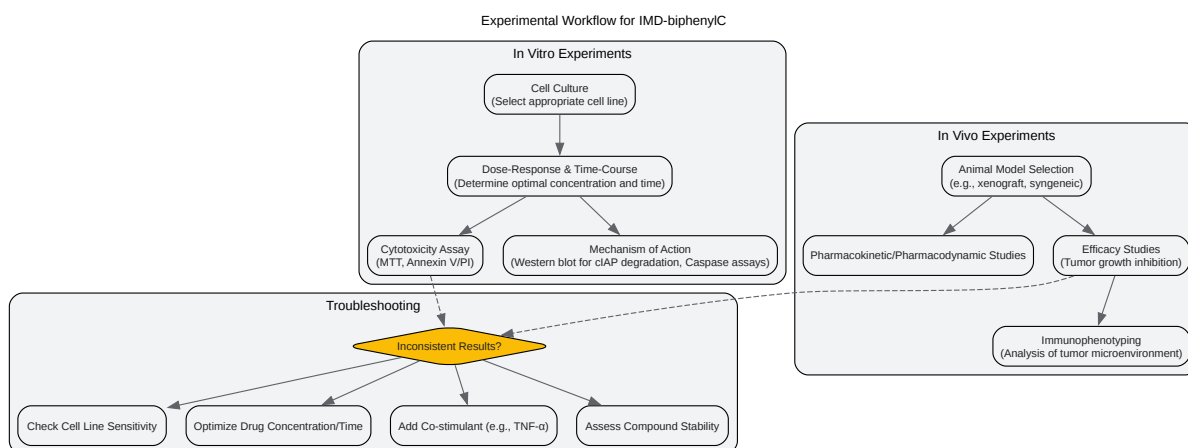 Experimental Workflow for IMD-biphenylC
In Vitro Experiments
Cell Culture
(Select appropriate cell line)
Dose-Response & Time-Course
(Determine optimal concentration and time)
Cytotoxicity Assay
(MTT, Annexin V/PI)
Mechanism of Action
(Western blot for cIAP degradation, Caspase assays)
In Vivo Experiments
Animal Model Selection
(e.g., xenograft, syngeneic)
Pharmacokinetic/Pharmacodynamic Studies
Efficacy Studies
(Tumor growth inhibition)
Immunophenotyping
(Analysis of tumor microenvironment)
Troubleshooting
Inconsistent Results?
Check Cell Line Sensitivity
Optimize Drug Concentration/Time
Add Co-stimulant (e.g., TNF-α)
Assess Compound Stability